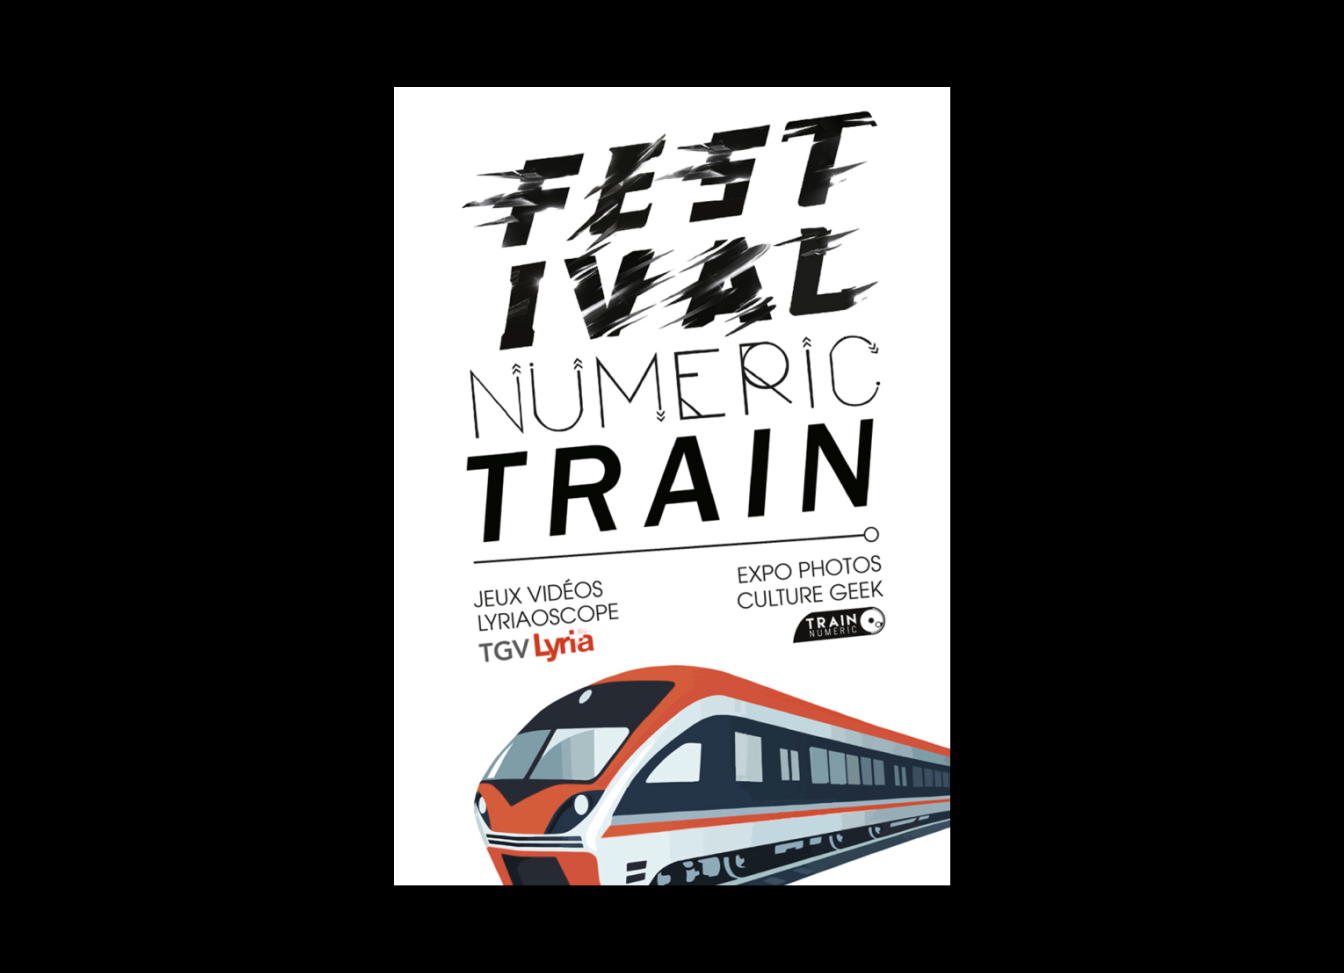 FEST
IVAL
NUMERIC
TRAIN
JEUX VIDÉOS
LYRIAOSCOPE
TGV Lyria
EXPO PHOTOS
CULTURE GEEK
TRAIN
NUMERIC